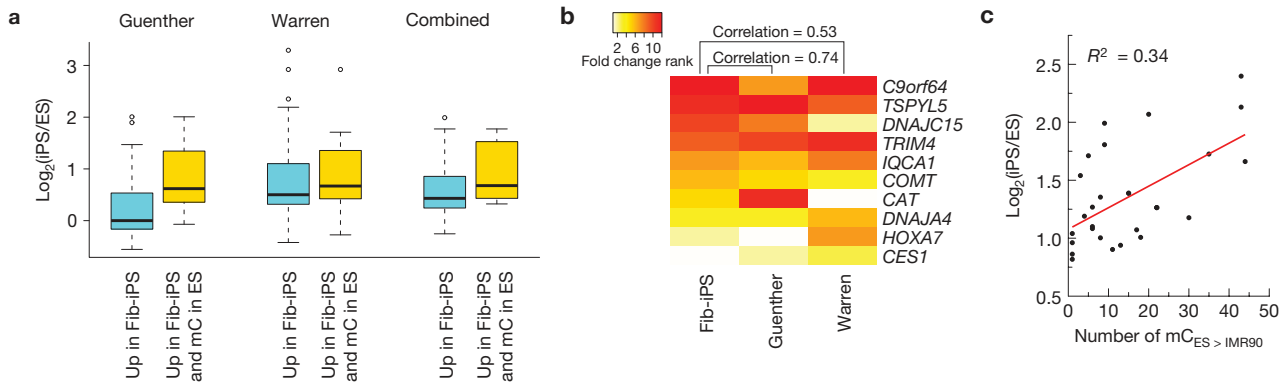 a
Guenther
Warren
Combined
Log2(iPS/ES)
3
2
1
0
Up in Fib-iPS
Up in Fib-iPS
and mC in ES
Up in Fib-iPS
Up in Fib-iPS
and mC in ES
Up in Fib-iPS
Up in Fib-iPS
and mC in ES
b
2 6 10
Fold change rank
Correlation = 0.53
Correlation = 0.74
C9orf64
TSPYL5
DNAJC15
TRIM4
IQCA1
COMT
CAT
DNAJA4
HOXA7
CES1
Fib-iPS
Guenther
Warren
c
R2 = 0.34
Log2(iPS/ES)
2.5
2.0
1.5
1.0
0.5
0 10 20 30 40 50
Number of mCES > IMR90